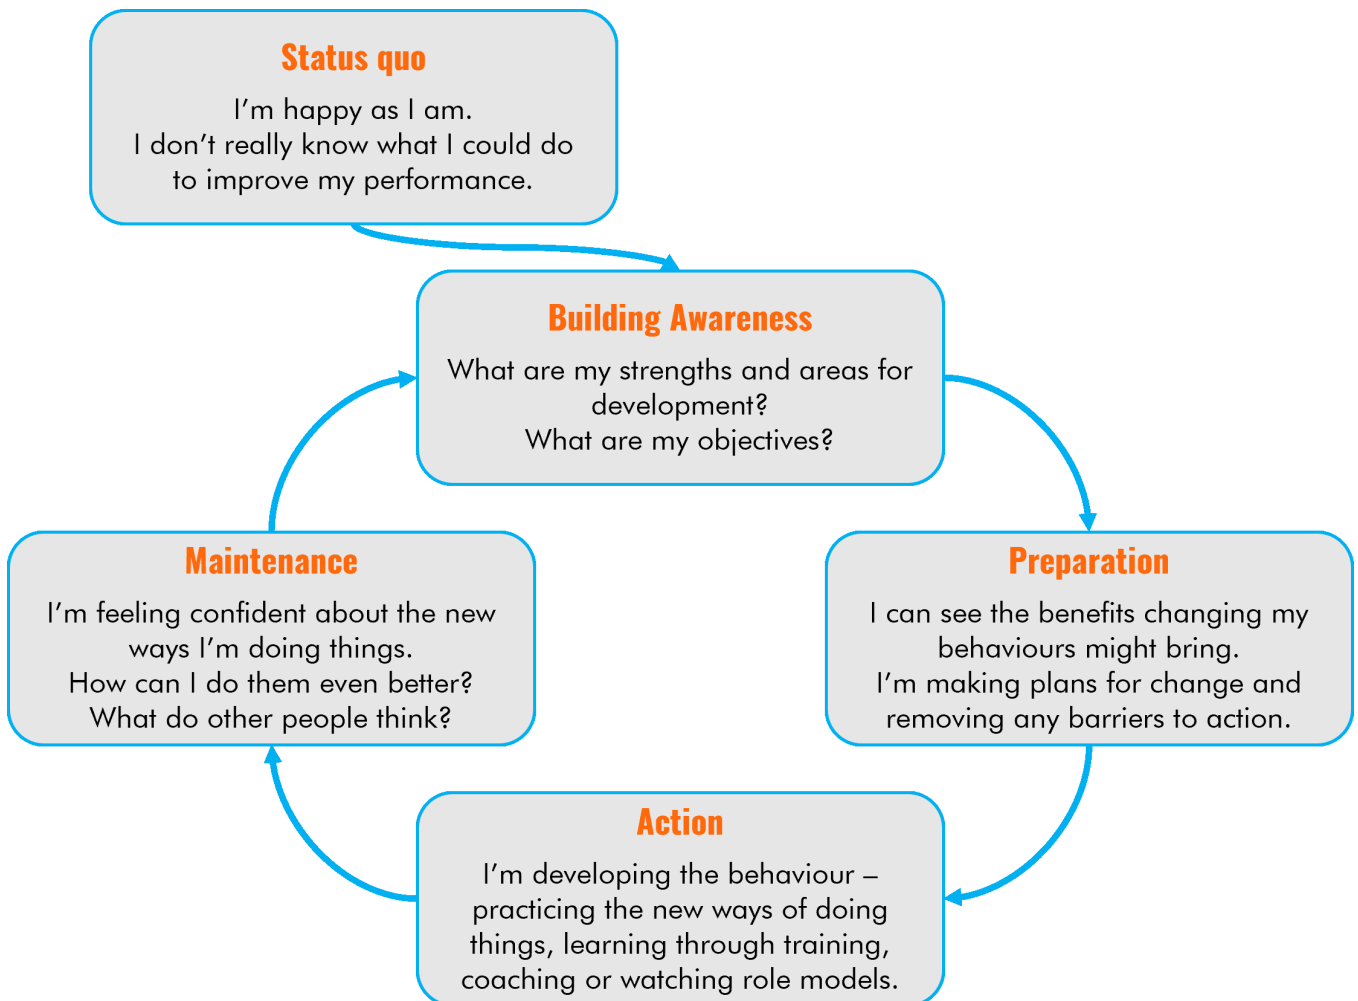 Status quo
I'm happy as I am.
I don't really know what I could do
to improve my performance.
Building Awareness
What are my strengths and areas for
development?
What are my objectives?
Maintenance
I'm feeling confident about the new
ways I'm doing things.
How can I do them even better?
What do other people think?
Preparation
I can see the benefits changing my
behaviours might bring.
I'm making plans for change and
removing any barriers to action.
Action
I'm developing the behaviour –
practicing the new ways of doing
things, learning through training,
coaching or watching role models.